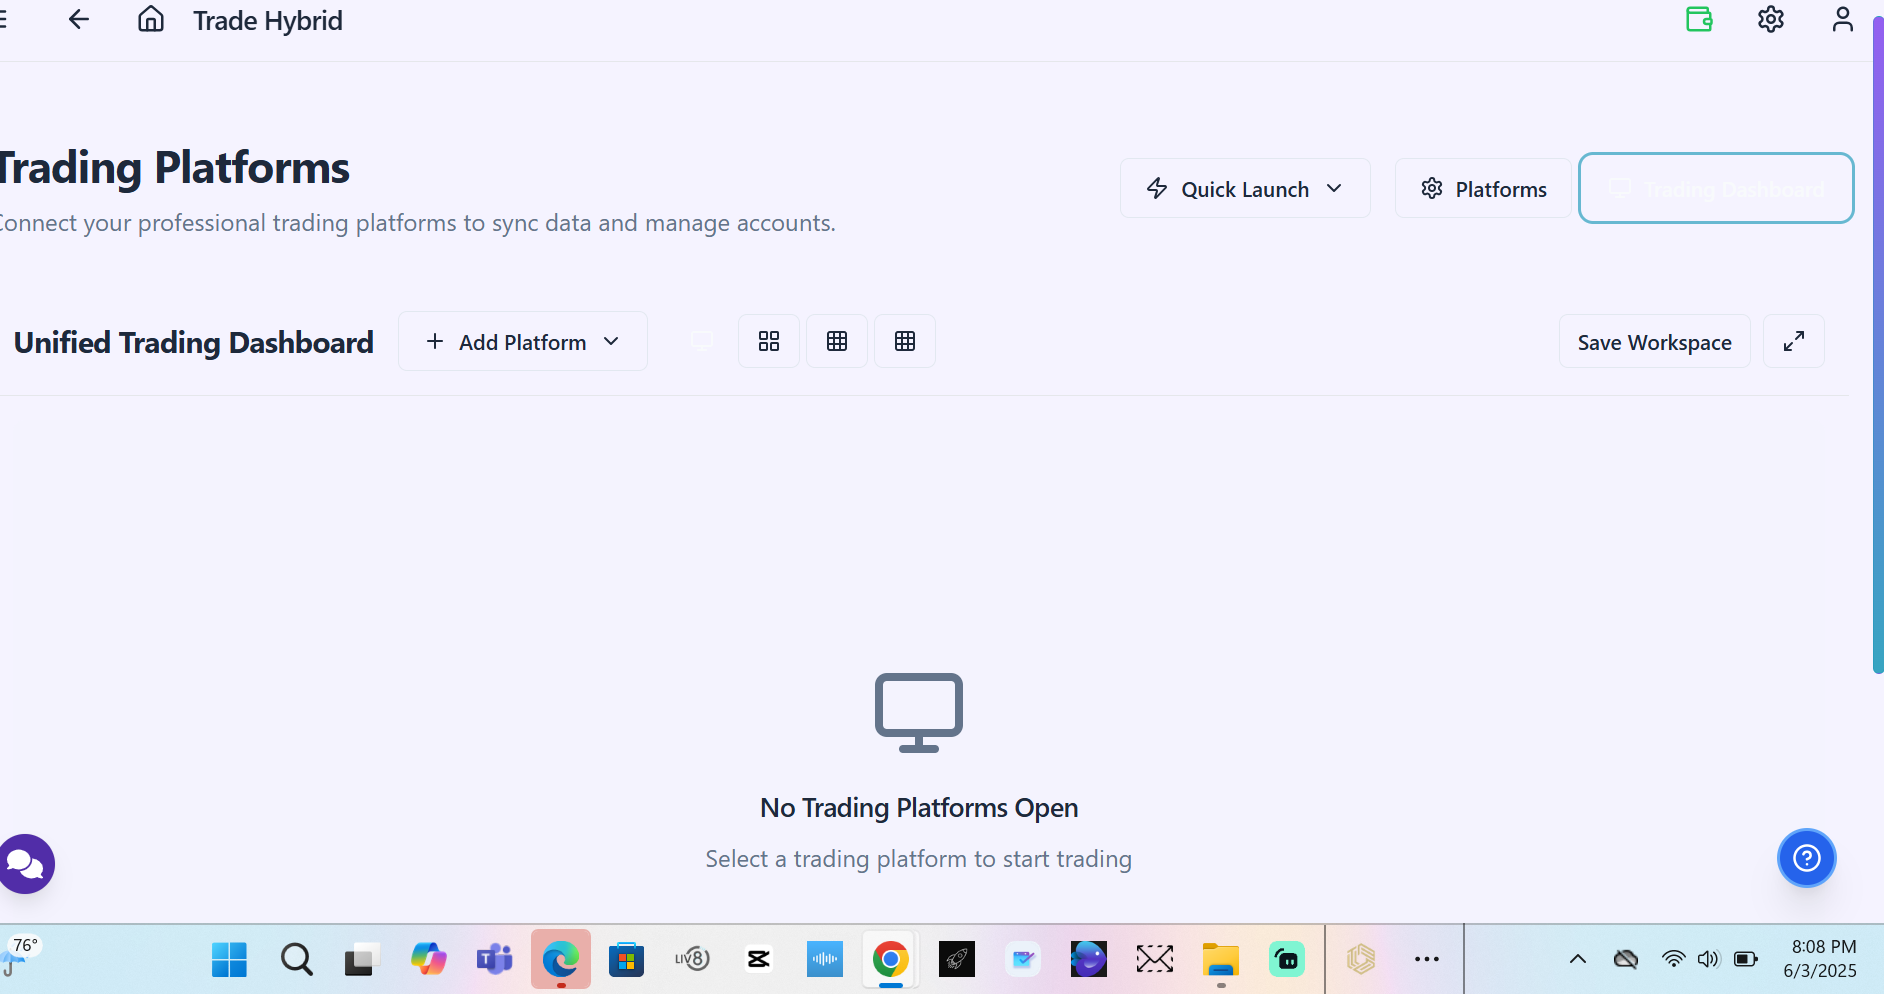 Trade Hybrid
Trading Platforms
Connect your professional trading platforms to sync data and manage accounts.
Quick Launch
Platforms
Trading Dashboard
Unified Trading Dashboard
Add Platform
Save Workspace
No Trading Platforms Open
Select a trading platform to start trading
76°
LIV8
8:08 PM
6/3/2025